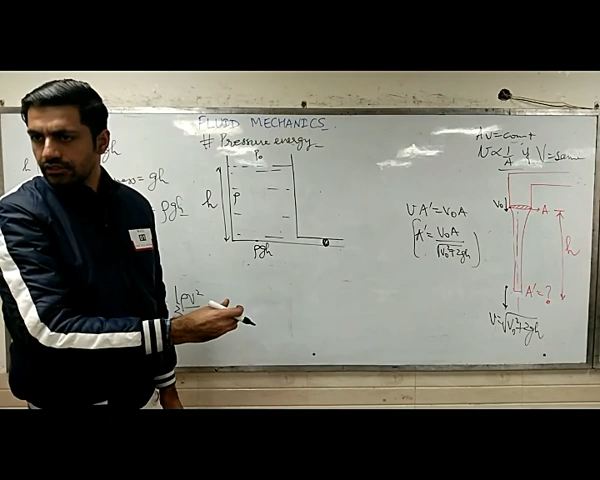 FLUID MECHANICS
# Pressure energy
h
gh
P₀
= gh
ρgh
h
P
ρgh
½ρv²
AV = const
V ∝ 1/A if V = same
V₀
A
h
A' = ?
V = √(V₀² + 2gh)
VA' = V₀A
A' = V₀A / √(V₀² + 2gh)